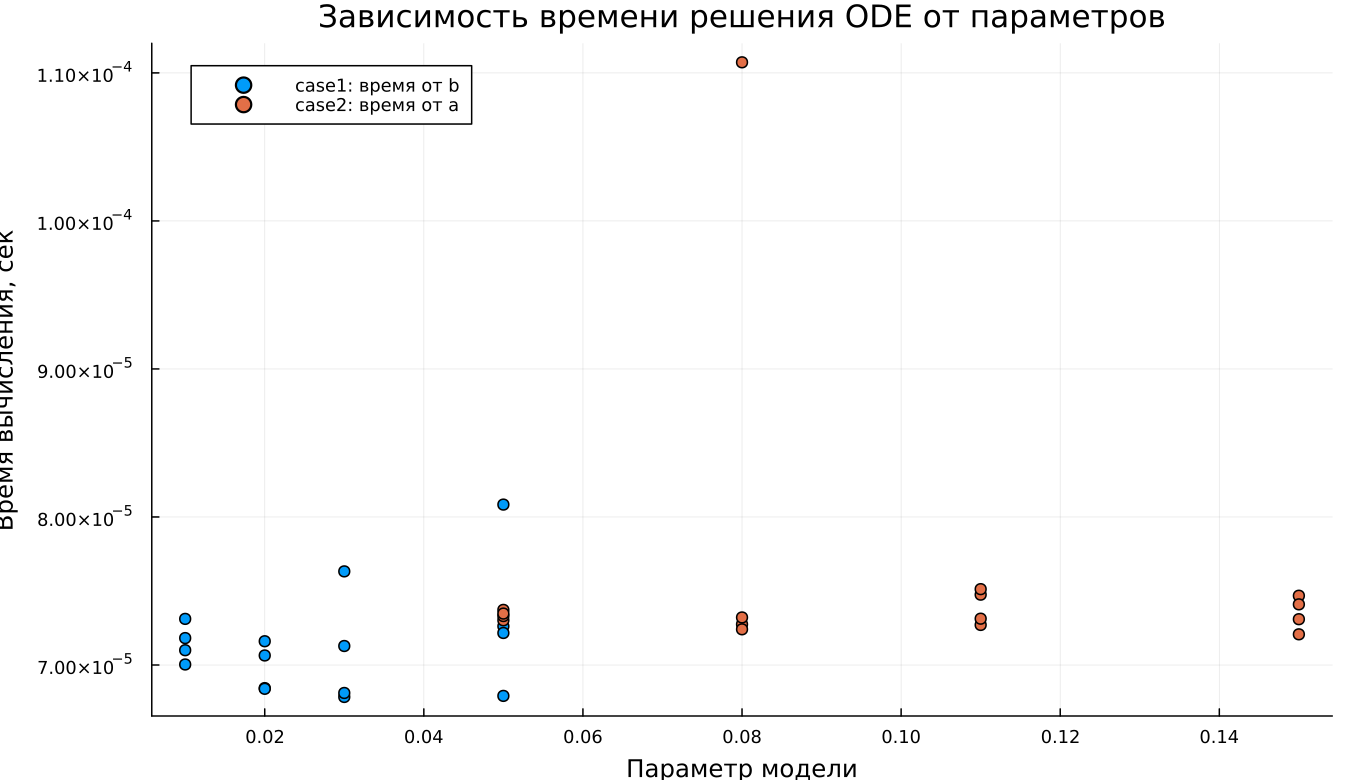 Зависимость времени решения ODE от параметров
case1: время от b
case2: время от a
Время вычисления, сек
1.10×10⁻⁴
1.00×10⁻⁴
9.00×10⁻⁵
8.00×10⁻⁵
7.00×10⁻⁵
0.02 0.04 0.06 0.08 0.10 0.12 0.14
Параметр модели